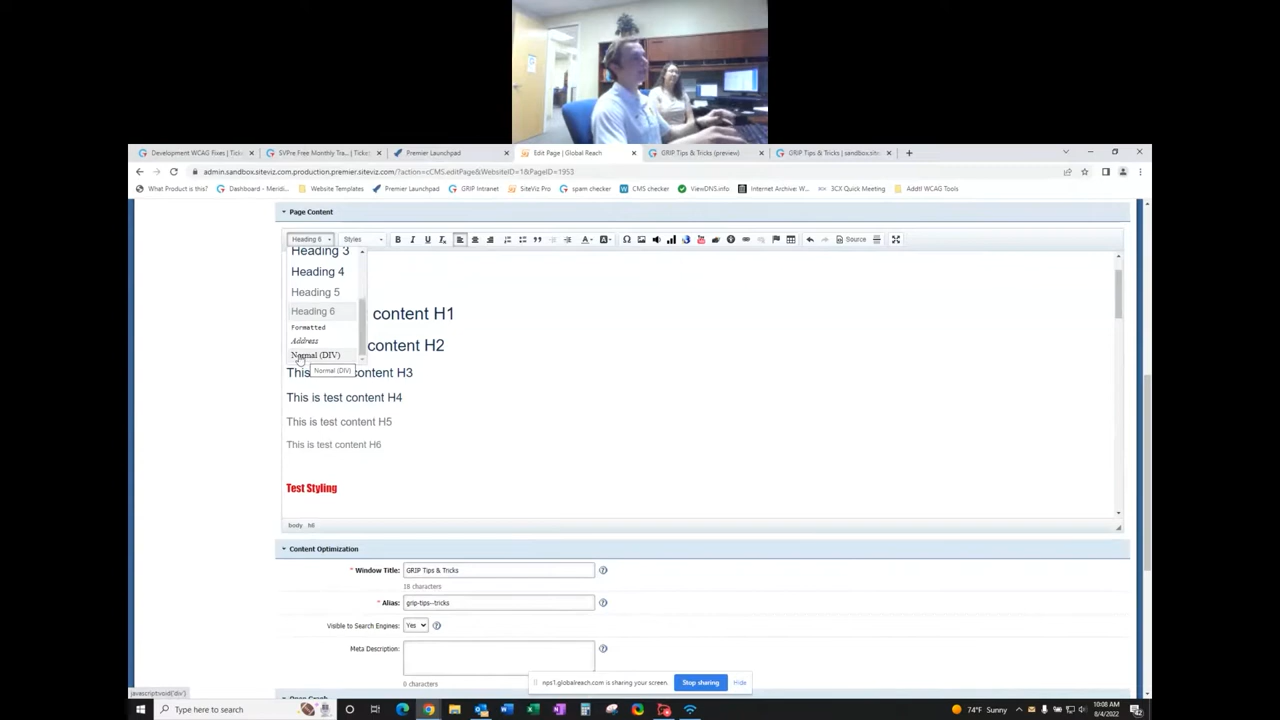 Development WCAG Fixes | Tick
SVPre Free Monthly Tra... | Ticke
Premier Launchpad
Edit Page | Global Reach
GRIP Tips & Tricks (preview)
GRIP Tips & Tricks | sandbox.site
admin.sandbox.siteviz.com.production.premier.siteviz.com/?action=cCMS.editPage&WebsiteID=1&PageID=1953
What Product is this?
Dashboard - Meridi...
Website Templates
Premier Launchpad
GRIP Intranet
SiteViz Pro
spam checker
CMS checker
ViewDNS.info
Internet Archive: W...
3CX Quick Meeting
Addtl WCAG Tools
Page Content
Heading 6
Styles
B I U
Source
Heading 3
Heading 4
Heading 5
Heading 6
Formatted
Address
Normal (DIV)
Normal (DIV)
content H1
content H2
This content H3
This is test content H4
This is test content H5
This is test content H6
Test Styling
body h6
Content Optimization
* Window Title: GRIP Tips & Tricks
18 characters
* Alias: grip-tips--tricks
Visible to Search Engines: Yes
Meta Description:
0 characters
nps1.globalreach.com is sharing your screen.
Stop sharing
Hide
Open Graph
javascript:void('div')
Type here to search
74°F Sunny
10:08 AM
8/4/2022